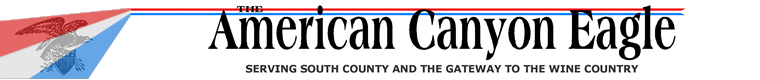 THE
American Canyon Eagle
SERVING SOUTH COUNTY AND THE GATEWAY TO THE WINE COUNTRY